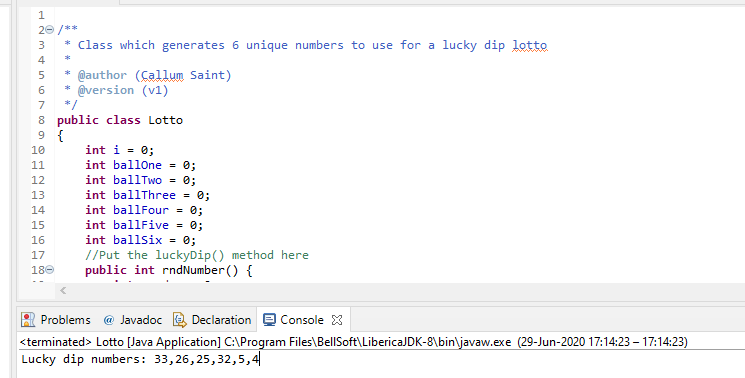 1
2 /**
3 * Class which generates 6 unique numbers to use for a lucky dip lotto
4 *
5 * @author (Callum Saint)
6 * @version (v1)
7 */
8 public class Lotto
9 {
10 int i = 0;
11 int ballOne = 0;
12 int ballTwo = 0;
13 int ballThree = 0;
14 int ballFour = 0;
15 int ballFive = 0;
16 int ballSix = 0;
17 //Put the luckyDip() method here
18 public int rndNumber() {
Problems @ Javadoc Declaration Console
<terminated> Lotto [Java Application] C:\Program Files\BellSoft\LibericaJDK-8\bin\javaw.exe (29-Jun-2020 17:14:23 – 17:14:23)
Lucky dip numbers: 33,26,25,32,5,4